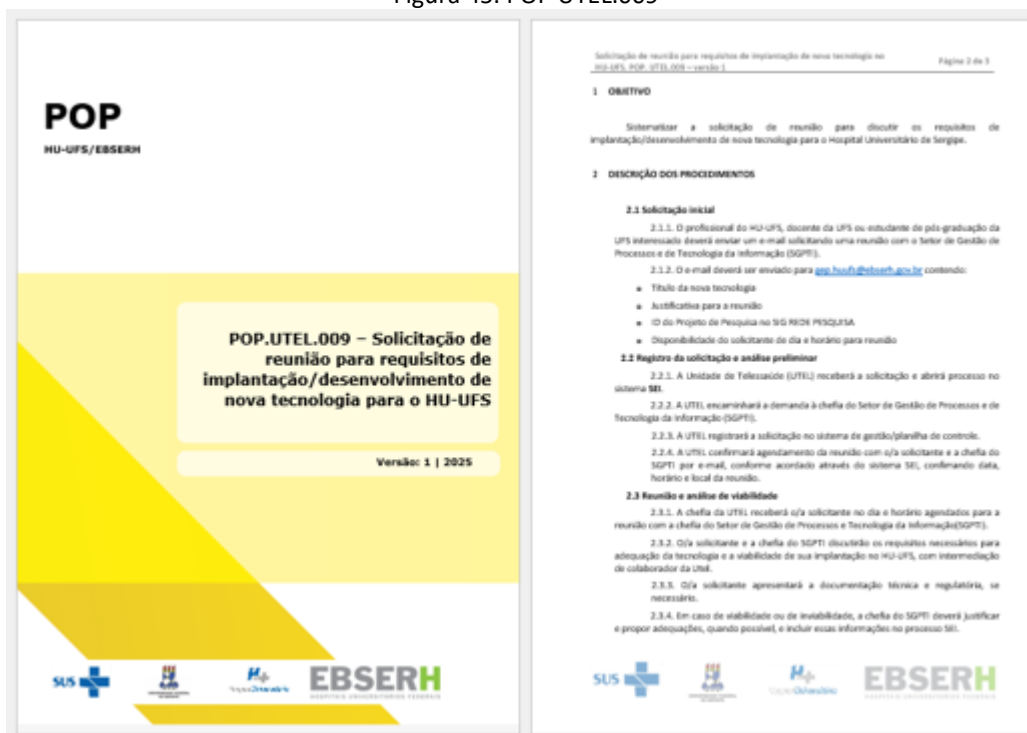 Figura 45. POP UTEL.009
POP
HU-UFS/EBSERH
POP.UTEL.009 – Solicitação de
reunião para requisitos de
implantação/desenvolvimento de
nova tecnologia para o HU-UFS
Versão: 1 | 2025
SUS
EBSERH
HOSPITAIS UNIVERSITÁRIOS FEDERAIS
Solicitação de reunião para requisitos de implantação de nova tecnologia no
HU-UFS. POP. UTEL.009 – versão 1
Página 2 de 3
1 OBJETIVO
Sistematizar a solicitação de reunião para discutir os requisitos de
implantação/desenvolvimento de nova tecnologia para o Hospital Universitário de Sergipe.
2 DESCRIÇÃO DOS PROCEDIMENTOS
2.1 Solicitação inicial
2.1.1. O profissional do HU-UFS, docente da UFS ou estudante de pós-graduação da
UFS interessado deverá enviar um e-mail solicitando uma reunião com o Setor de Gestão de
Processos e de Tecnologia da Informação (SGPTI).
2.1.2. O e-mail deverá ser enviado para gep.huufs@ebserh.gov.br contendo:
• Título da nova tecnologia
• Justificativa para a reunião
• ID do Projeto de Pesquisa no SIG REDE PESQUISA
• Disponibilidade do solicitante de dia e horário para reunião
2.2 Registro da solicitação e análise preliminar
2.2.1. A Unidade de Telessaúde (UTEL) receberá a solicitação e abrirá processo no
sistema SEI.
2.2.2. A UTEL encaminhará a demanda à chefia do Setor de Gestão de Processos e de
Tecnologia da Informação (SGPTI).
2.2.3. A UTEL registrará a solicitação no sistema de gestão/planilha de controle.
2.2.4. A UTEL confirmará agendamento da reunião com o/a solicitante e a chefia do
SGPTI por e-mail, conforme acordado através do sistema SEI, confimando data,
horário e local da reunião.
2.3 Reunião e análise de viabilidade
2.3.1. A chefia da UTEL receberá o/a solicitante no dia e horário agendados para a
reunião com a chefia do Setor de Gestão de Processos e Tecnologia da Informação(SGPTI).
2.3.2. O/a solicitante e a chefia do SGPTI discutirão os requisitos necessários para
adequação da tecnologia e a viabilidade de sua implantação no HU-UFS, com intermediação
de colaborador da Utel.
2.3.3. O/a solicitante apresentará a documentação técnica e regulatória, se
necessário.
2.3.4. Em caso de viabilidade ou de inviabilidade, a chefia do SGPTI deverá justificar
e propor adequações, quando possível, e incluir essas informações no processo SEI.
SUS
EBSERH
HOSPITAIS UNIVERSITÁRIOS FEDERAIS